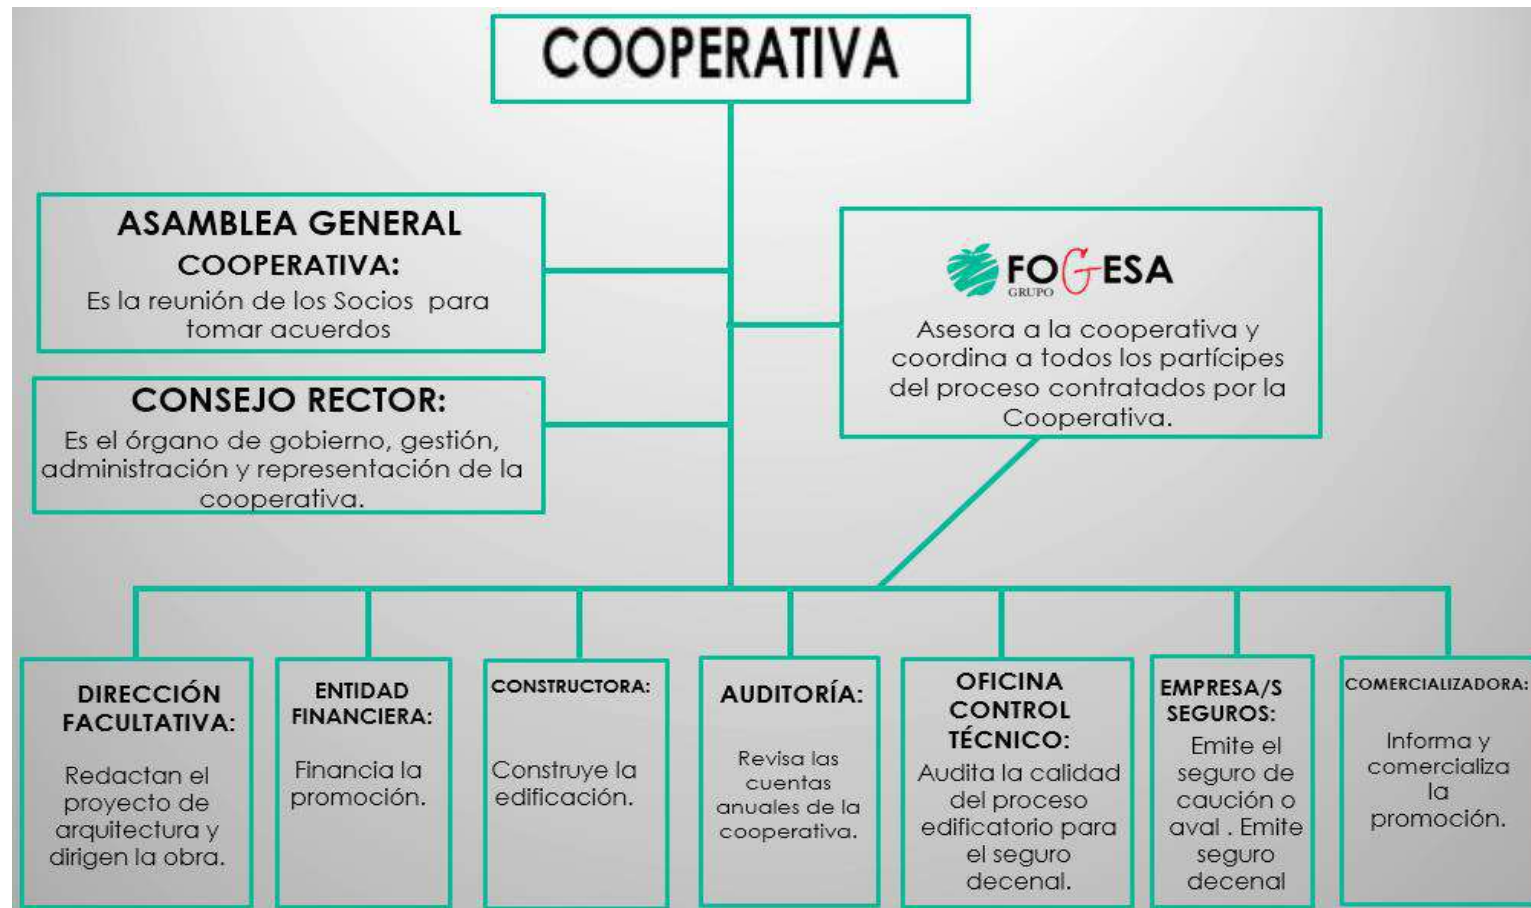 COOPERATIVA
ASAMBLEA GENERAL
COOPERATIVA:
Es la reunión de los Socios para
tomar acuerdos
FOGESA
GRUPO
Asesora a la cooperativa y
coordina a todos los partícipes
del proceso contratados por la
Cooperativa.
CONSEJO RECTOR:
Es el órgano de gobierno, gestión,
administración y representación de la
cooperativa.
DIRECCIÓN
FACULTATIVA:
Redactan el
proyecto de
arquitectura y
dirigen la obra.
ENTIDAD
FINANCIERA:
Financia la
promoción.
CONSTRUCTORA:
Construye la
edificación.
AUDITORÍA:
Revisa las
cuentas
anuales de la
cooperativa.
OFICINA
CONTROL
TÉCNICO:
Audita la calidad
del proceso
edificatorio para
el seguro
decenal.
EMPRESA/S
SEGUROS:
Emite el
seguro de
caución o
aval . Emite
seguro
decenal
COMERCIALIZADORA:
Informa y
comercializa
la
promoción.